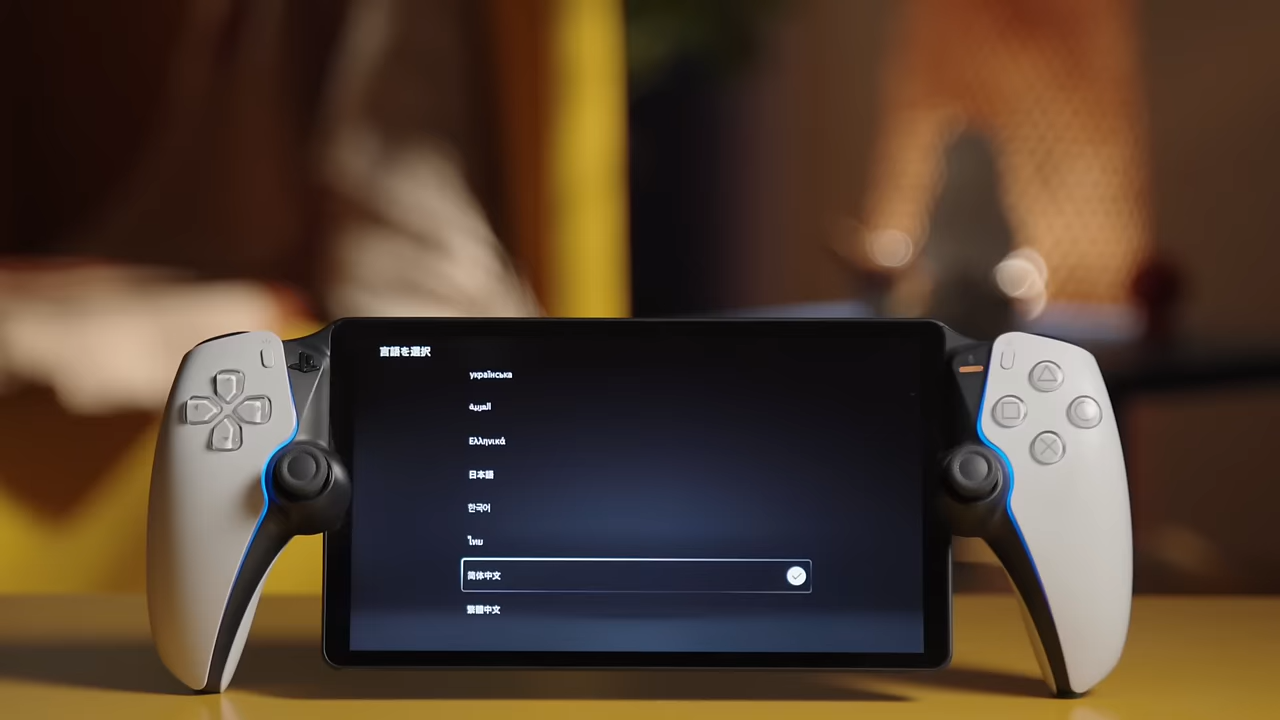 言語を選択
українська
العربية
Ελληνικά
日本語
한국어
ไทย
简体中文
繁體中文